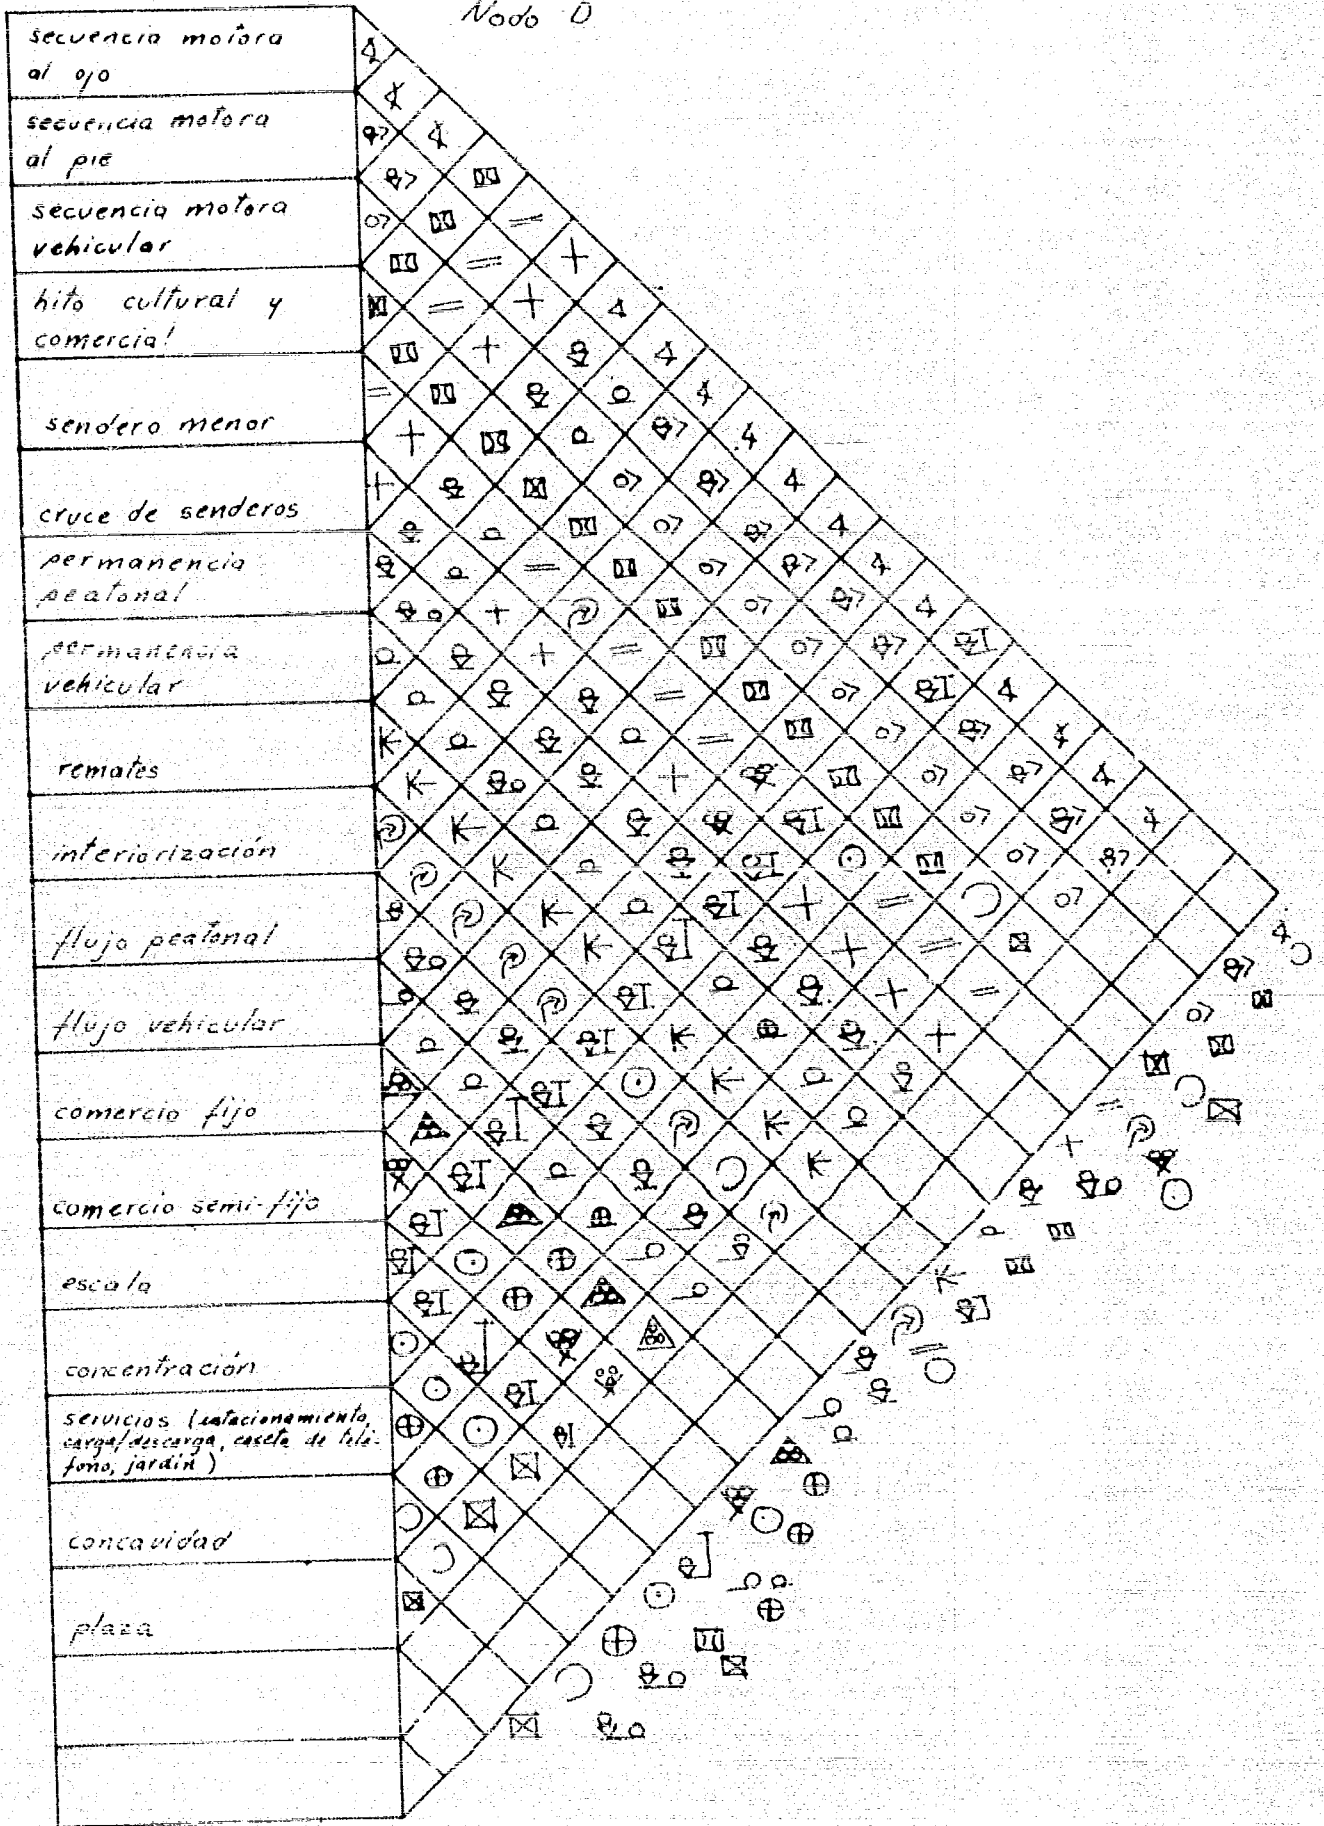 Nodo D
secuencia motora
al ojo
secuencia motora
al pie
secuencia motora
vehicular
hito cultural y
comercial
sendero menor
cruce de senderos
permanencia
peatonal
permanencia
vehicular
remates
interiorización
flujo peatonal
flujo vehicular
comercio fijo
comercio semi-fijo
escala
concentración
servicios (estacionamiento,
carga/descarga, caseta de telé-
fono, jardín)
concavidad
plaza